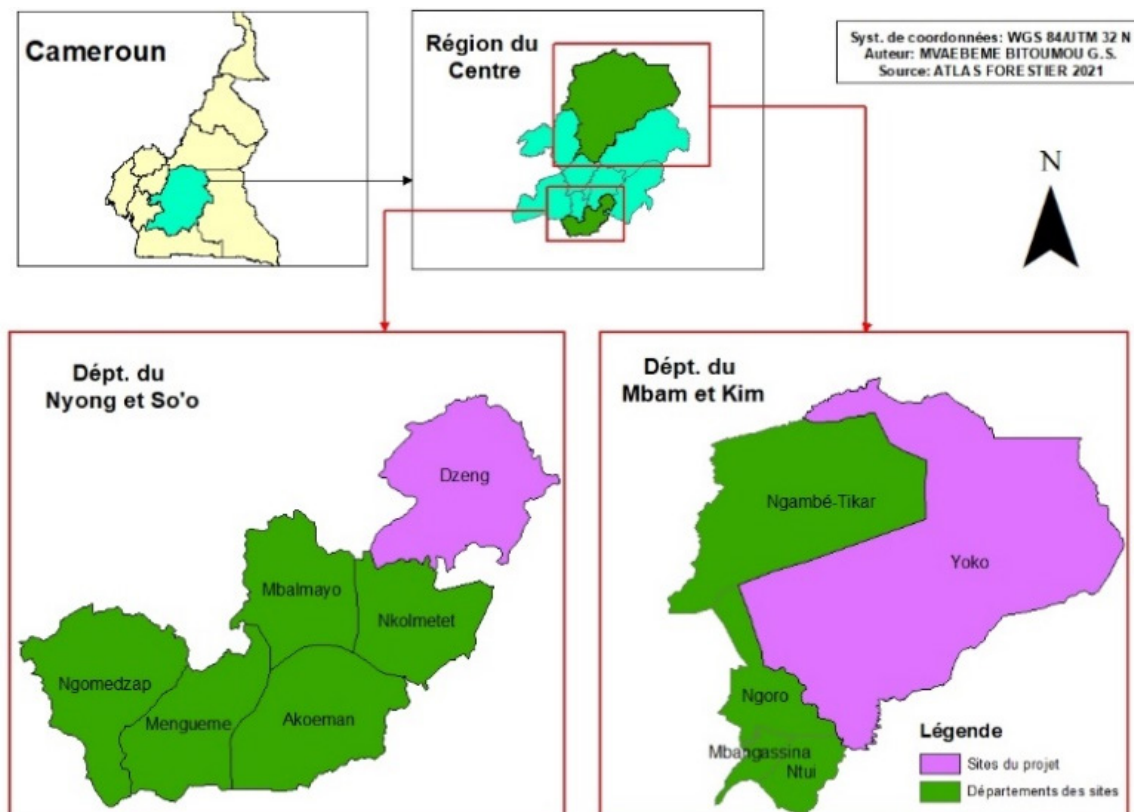 Cameroun
Région du
Centre
Syst. de coordonnées: WGS 84/UTM 32 N
Auteur: MVAEBEME BITOUMOU G.S.
Source: ATLAS FORESTIER 2021
N
Dépt. du
Nyong et So'o
Dzeng
Mbalmayo
Nkolmetet
Ngomedzap
Mengueme
Akoeman
Dépt. du
Mbam et Kim
Ngambé-Tikar
Yoko
Ngoro
Mbangassina
Ntui
Légende
Sites du projet
Départements des sites